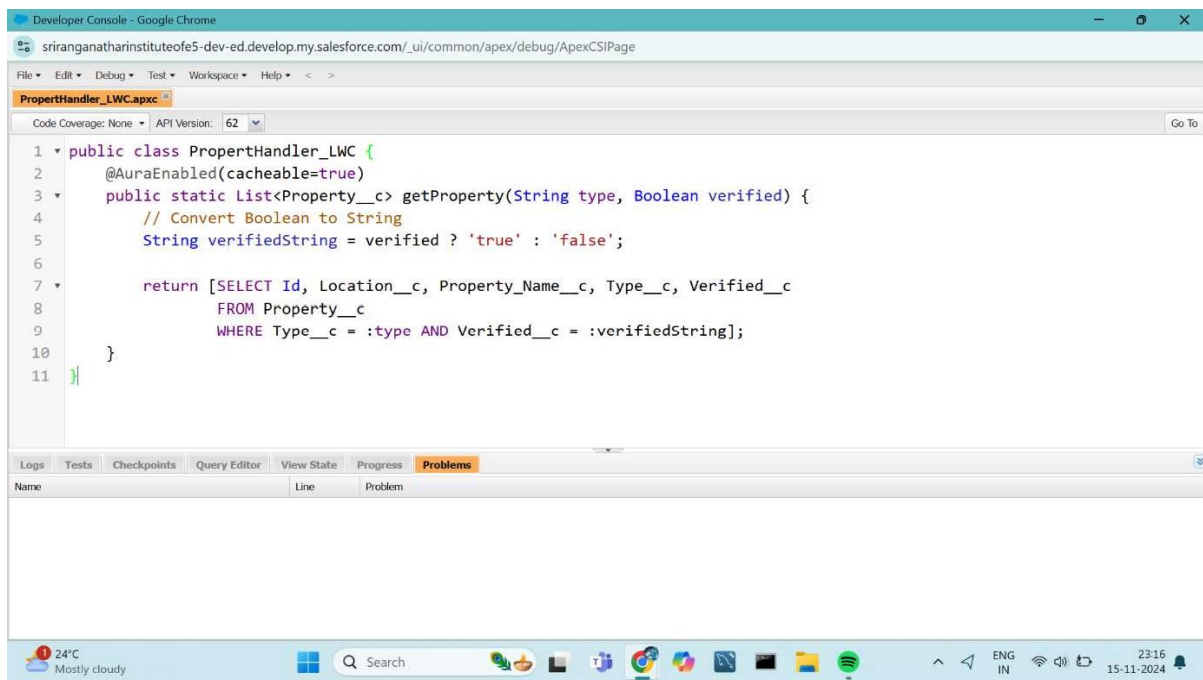 Developer Console - Google Chrome
sriranganatharinstituteofe5-dev-ed.develop.my.salesforce.com/_ui/common/apex/debug/ApexCSIPage
File Edit Debug Test Workspace Help < >
PropertHandler_LWC.apxc
Code Coverage: None API Version: 62 Go To
1 public class PropertHandler_LWC {
2 @AuraEnabled(cacheable=true)
3 public static List<Property__c> getProperty(String type, Boolean verified) {
4 // Convert Boolean to String
5 String verifiedString = verified ? 'true' : 'false';
6
7 return [SELECT Id, Location__c, Property_Name__c, Type__c, Verified__c
8 FROM Property__c
9 WHERE Type__c = :type AND Verified__c = :verifiedString];
10 }
11 }
Logs Tests Checkpoints Query Editor View State Progress Problems
Name Line Problem
1 24°C Search ENG 23:16
Mostly cloudy IN 15-11-2024